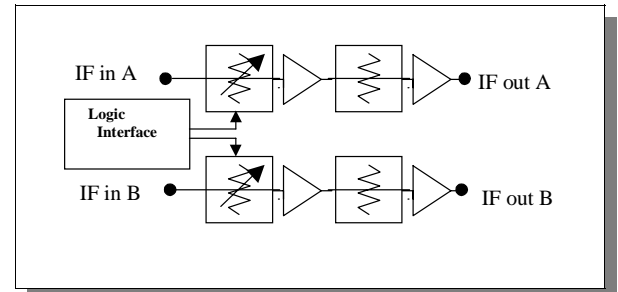 IF in A
IF out A
Logic
Interface
IF in B
IF out B